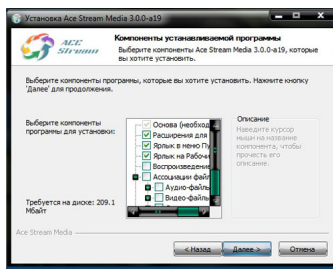 Установка Ace Stream Media 3.0.0-a19
ACE
Stream
Компоненты устанавливаемой программы
Выберите компоненты Ace Stream Media 3.0.0-a19, которые
вы хотите установить.
Выберите компоненты программы, которые вы хотите установить. Нажмите кнопку
'Далее' для продолжения.
Выберите компоненты
программы для установки:
Основа (необход
Расширения для
Ярлык в меню Пу
Ярлык на Рабочи
Воспроизведение
Ассоциации файл
Аудио-файль
Видео-файль
Описание
Наведите курсор
мыши на название
компонента, чтобы
прочесть его
описание.
Требуется на диске: 209.1
Мбайт
Ace Stream Media
< Назад
Далее >
Отмена